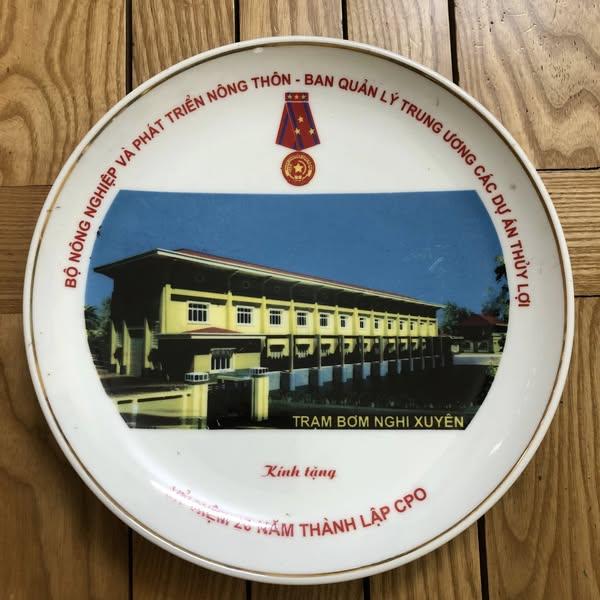 BỘ NÔNG NGHIỆP VÀ PHÁT TRIỂN NÔNG THÔN - BAN QUẢN LÝ TRUNG ƯƠNG CÁC DỰ ÁN THỦY LỢI
TRẠM BƠM NGHI XUYÊN
Kính tặng
NĂM THÀNH LẬP CPO